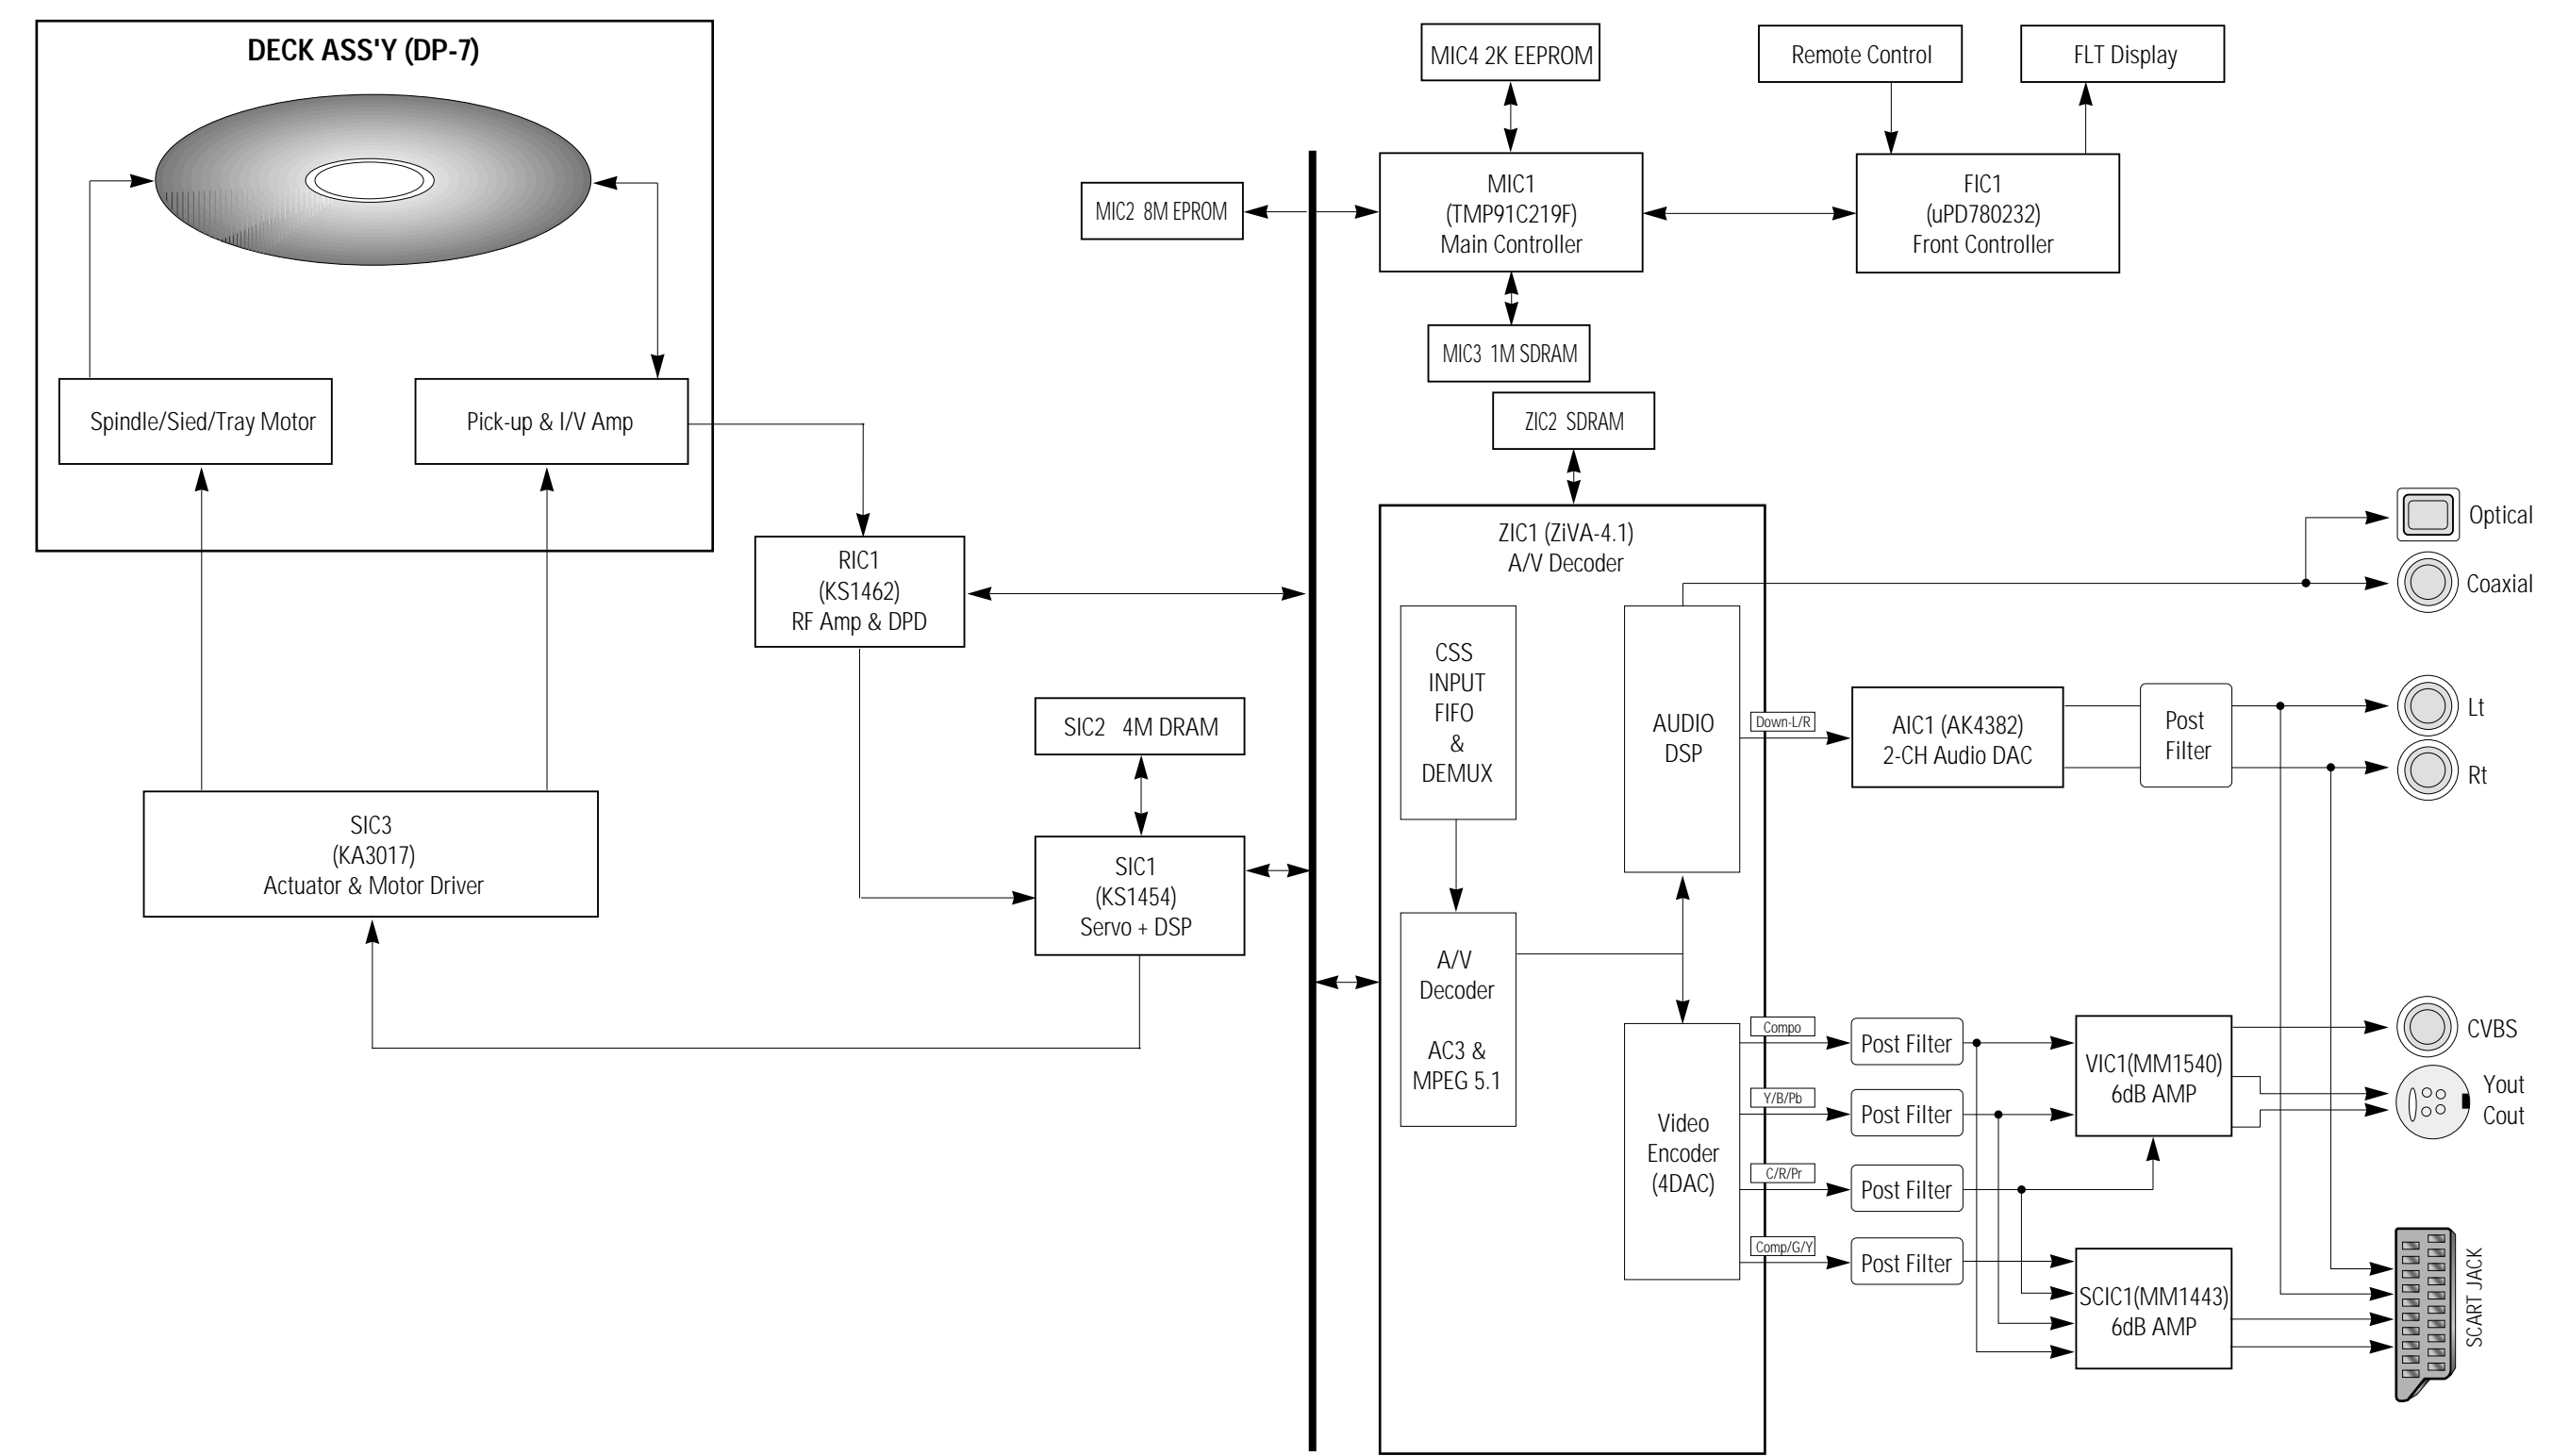 DECK ASS'Y (DP-7)
Spindle/Sied/Tray Motor
Pick-up & I/V Amp
SIC3
(KA3017)
Actuator & Motor Driver
RIC1
(KS1462)
RF Amp & DPD
SIC2 4M DRAM
SIC1
(KS1454)
Servo + DSP
MIC2 8M EPROM
MIC4 2K EEPROM
MIC1
(TMP91C219F)
Main Controller
MIC3 1M SDRAM
Remote Control
FLT Display
FIC1
(uPD780232)
Front Controller
ZIC2 SDRAM
ZIC1 (ZiVA-4.1)
A/V Decoder
CSS
INPUT
FIFO
&
DEMUX
A/V
Decoder
AC3 &
MPEG 5.1
AUDIO
DSP
Video
Encoder
(4DAC)
Down-L/R
AIC1 (AK4382)
2-CH Audio DAC
Post
Filter
Optical
Coaxial
Lt
Rt
Compo
Post Filter
Y/B/Pb
Post Filter
C/R/Pr
Post Filter
Comp/G/Y
Post Filter
VIC1(MM1540)
6dB AMP
SCIC1(MM1443)
6dB AMP
CVBS
Yout
Cout
SCART JACK